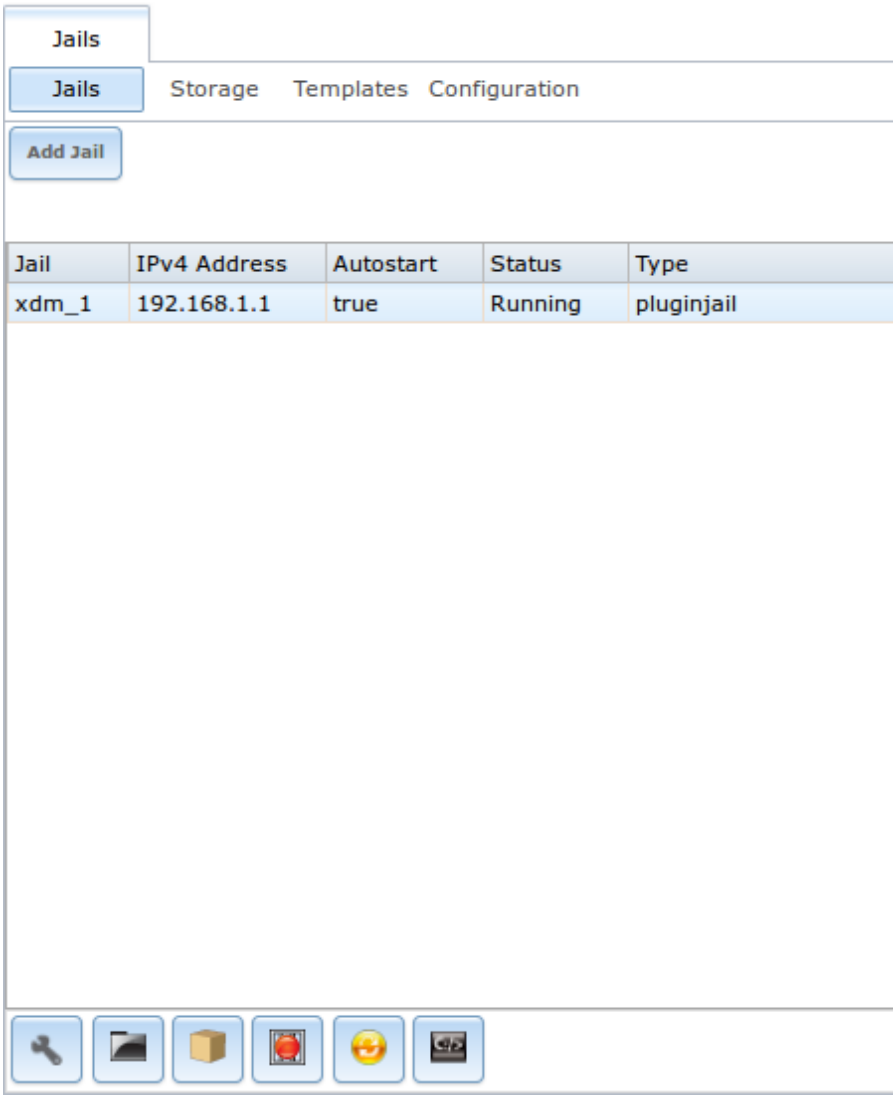 Jails
Jails Storage Templates Configuration
Add Jail
Jail IPv4 Address Autostart Status Type
xdm_1 192.168.1.1 true Running pluginjail